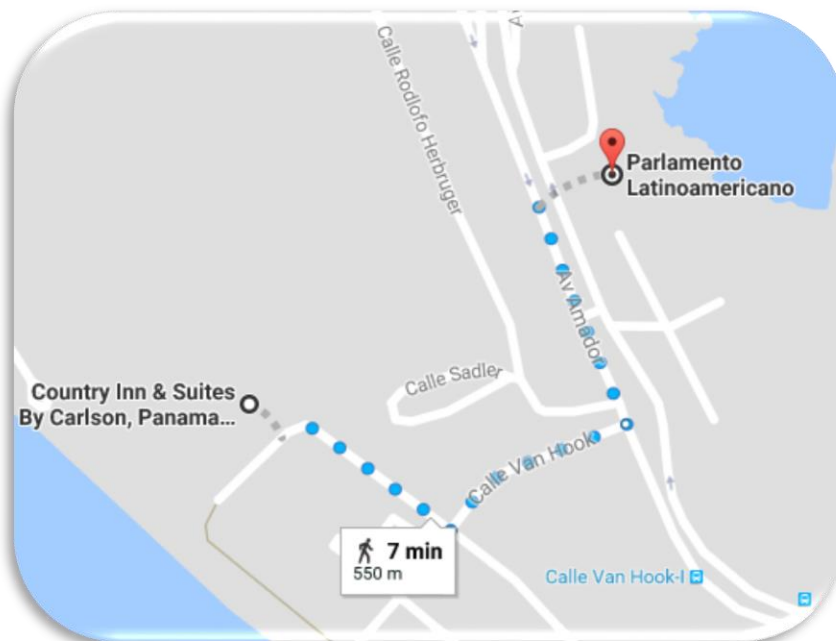 Calle Rodlofo Herbruger
Parlamento
Latinoamericano
Av Amador
Calle Sadler
Country Inn & Suites
By Carlson, Panama...
Calle Van Hook
7 min
550 m
Calle Van Hook-I